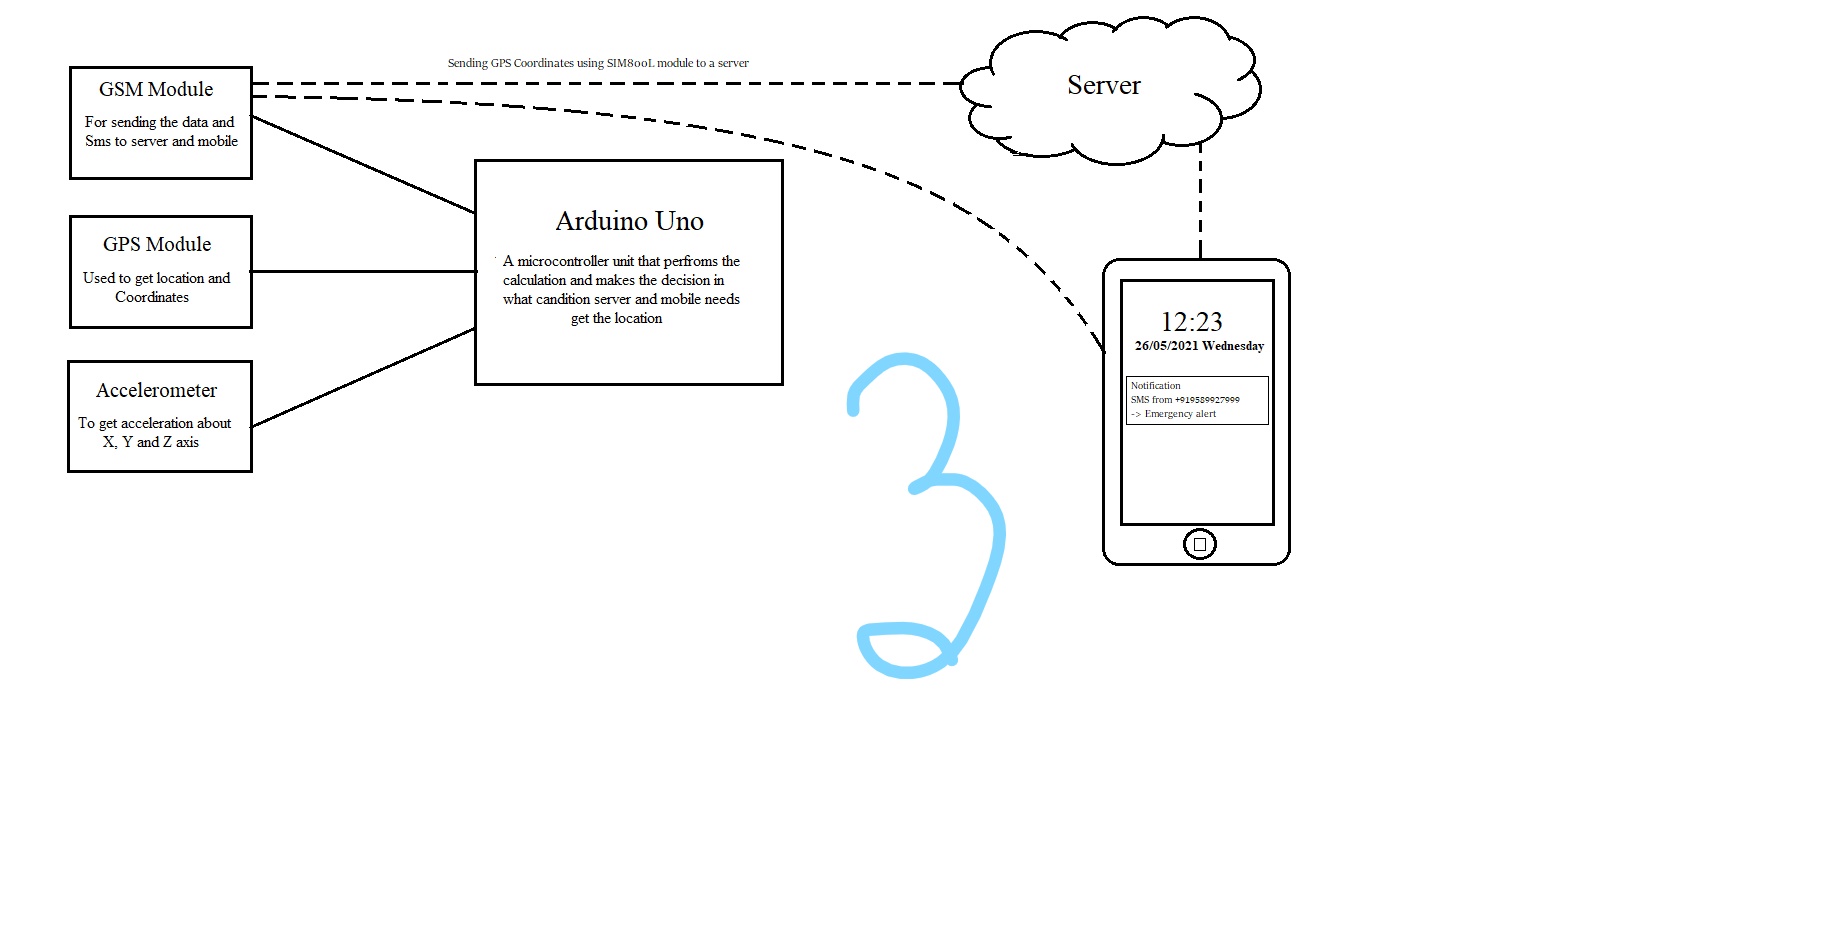 Sending GPS Coordinates using SIM800L module to a server
GSM Module
For sending the data and
Sms to server and mobile
GPS Module
Used to get location and
Coordinates
Accelerometer
To get acceleration about
X, Y and Z axis
Arduino Uno
A microcontroller unit that perfroms the
calculation and makes the decision in
what candition server and mobile needs
get the location
Server
12:23
26/05/2021 Wednesday
Notification
SMS from +919589927999
-> Emergency alert
3